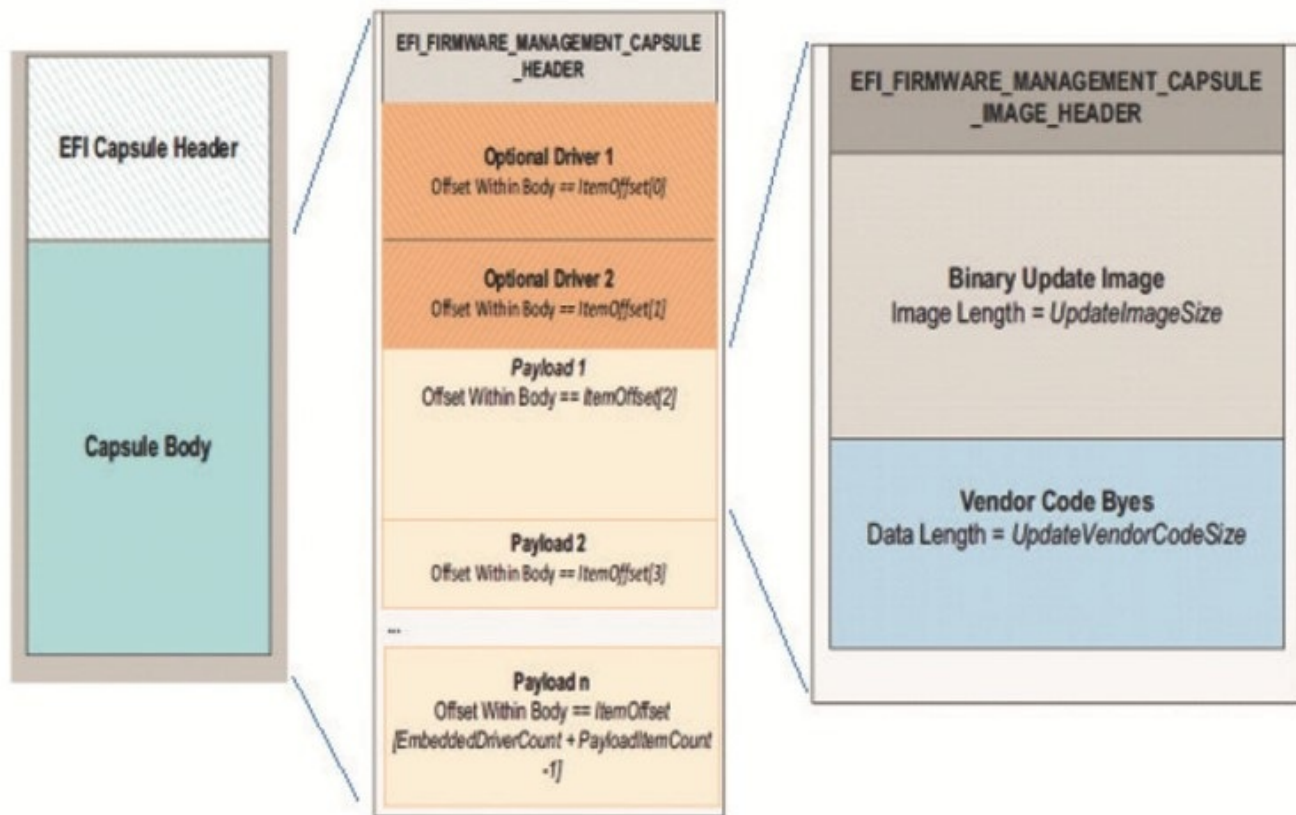 EFI Capsule Header
Capsule Body
EFI_FIRMWARE_MANAGEMENT_CAPSULE
_HEADER
Optional Driver 1
Offset Within Body == ItemOffset[0]
Optional Driver 2
Offset Within Body == ItemOffset[1]
Payload 1
Offset Within Body == ItemOffset[2]
Payload 2
Offset Within Body == ItemOffset[3]
...
Payload n
Offset Within Body == ItemOffset
[EmbeddedDriverCount + PayloadItemCount
-1]
EFI_FIRMWARE_MANAGEMENT_CAPSULE
_IMAGE_HEADER
Binary Update Image
Image Length = UpdateImageSize
Vendor Code Byes
Data Length = UpdateVendorCodeSize